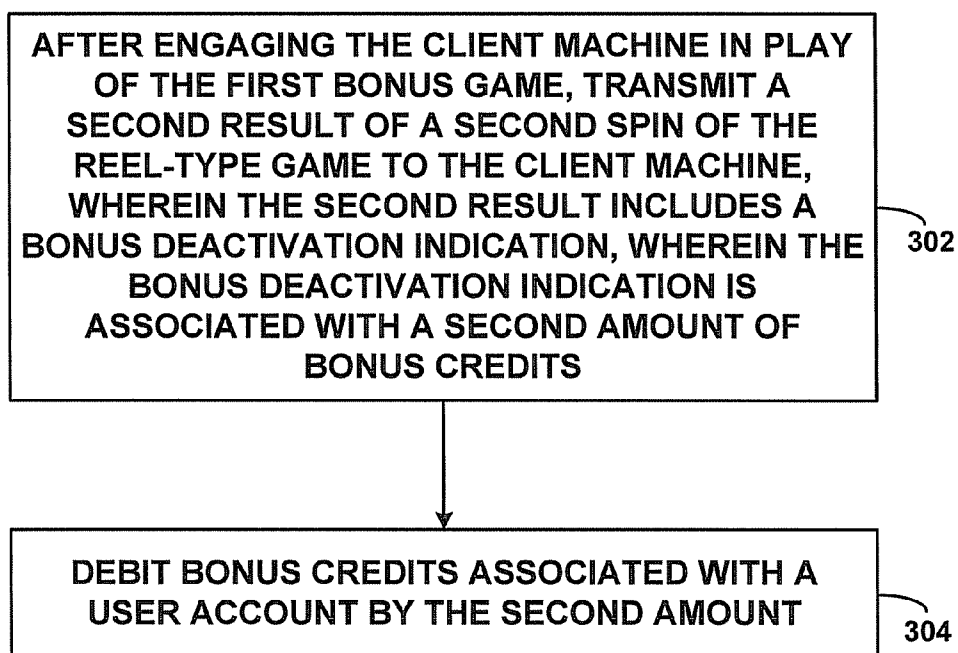 AFTER ENGAGING THE CLIENT MACHINE IN PLAY
OF THE FIRST BONUS GAME, TRANSMIT A
SECOND RESULT OF A SECOND SPIN OF THE
REEL-TYPE GAME TO THE CLIENT MACHINE,
WHEREIN THE SECOND RESULT INCLUDES A
BONUS DEACTIVATION INDICATION, WHEREIN THE
BONUS DEACTIVATION INDICATION IS
ASSOCIATED WITH A SECOND AMOUNT OF
BONUS CREDITS
302
DEBIT BONUS CREDITS ASSOCIATED WITH A
USER ACCOUNT BY THE SECOND AMOUNT
304